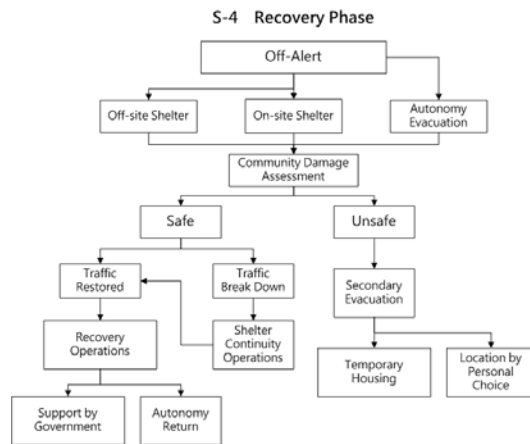 S-4 Recovery Phase
Off-Alert
Off-site Shelter
On-site Shelter
Autonomy
Evacuation
Community Damage
Assessment
Safe
Unsafe
Traffic
Restored
Traffic
Break Down
Secondary
Evacuation
Recovery
Operations
Shelter
Continuity
Operations
Temporary
Housing
Location by
Personal
Choice
Support by
Government
Autonomy
Return